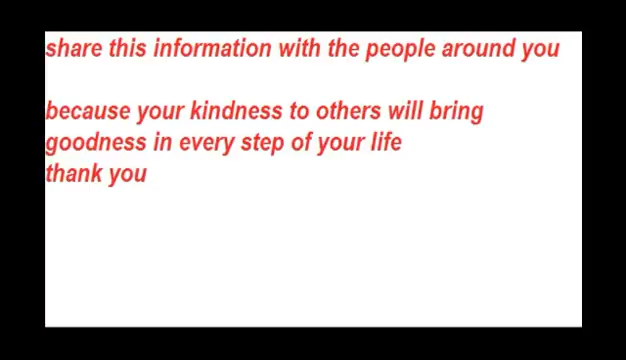 share this information with the people around you
because your kindness to others will bring
goodness in every step of your life
thank you